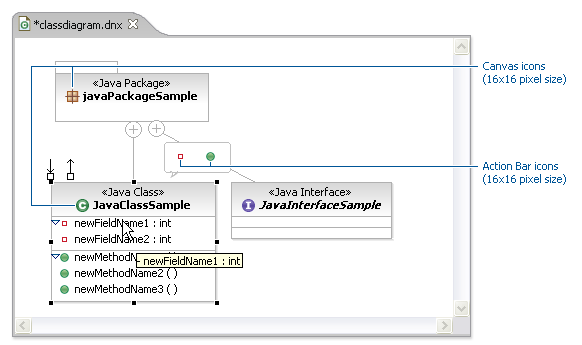 *classdiagram.dnx
Canvas icons
(16x16 pixel size)
«Java Package»
javaPackageSample
Action Bar icons
(16x16 pixel size)
«Java Class»
JavaClassSample
«Java Interface»
JavaInterfaceSample
newFieldName1 : int
newFieldName2 : int
newMethodN
newFieldName1 : int
newMethodName2 ( )
newMethodName3 ( )